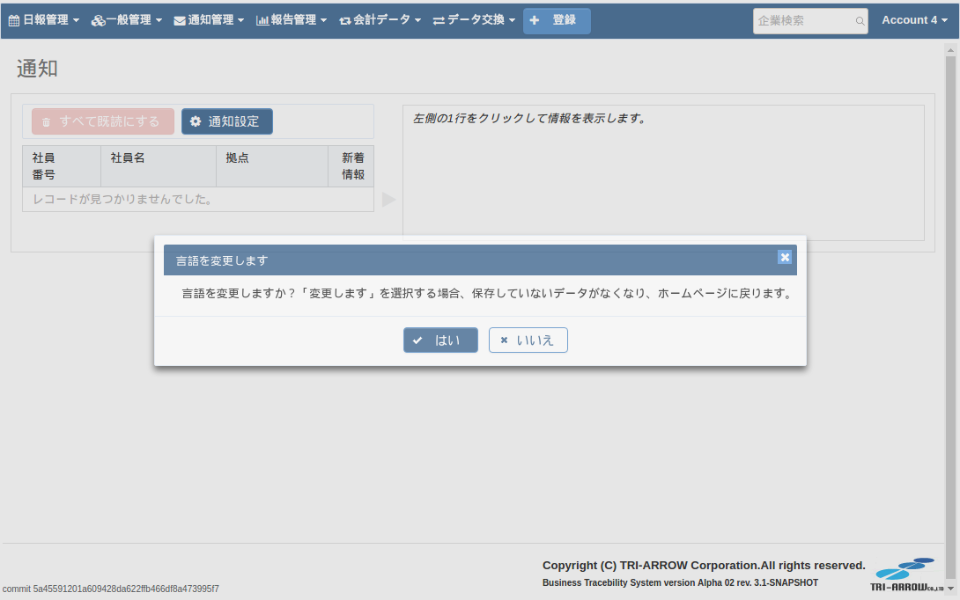 日報管理 一般管理 通知管理 報告管理 会計データ データ交換 登録 企業検索 Account 4
通知
すべて既読にする 通知設定
左側の1行をクリックして情報を表示します。
社員番号 社員名 拠点 新着情報
レコードが見つかりませんでした。
言語を変更します
言語を変更しますか？「変更します」を選択する場合、保存していないデータがなくなり、ホームページに戻ります。
はい いいえ
Copyright (C) TRI-ARROW Corporation.All rights reserved.
Business Tracebility System version Alpha 02 rev. 3.1-SNAPSHOT
TRI-ARROW CO.,LTD
commit 5a45591201a609428da622ffb466df8a473995f7